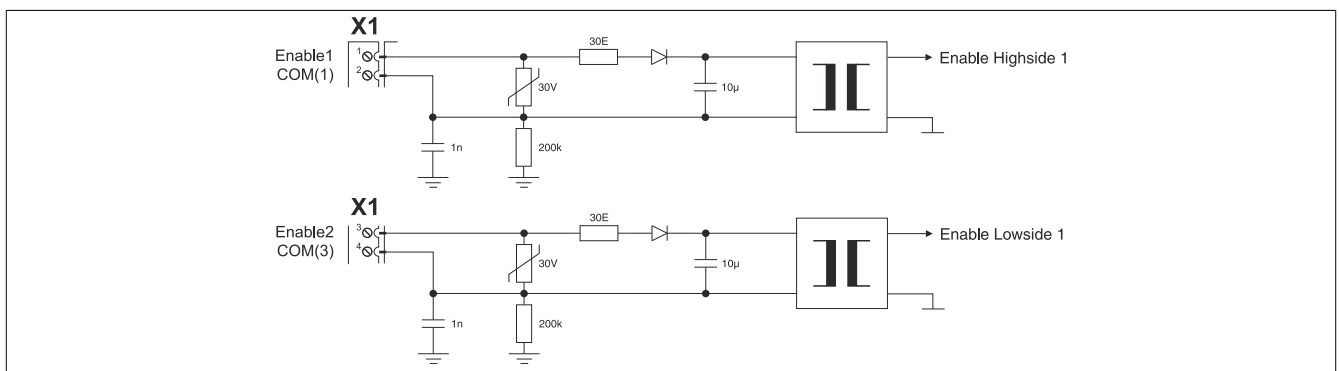 X1
Enable1
COM(1)
1
2
30E
30V
10µ
Enable Highside 1
1n
200k
X1
Enable2
COM(3)
3
4
30E
30V
10µ
Enable Lowside 1
1n
200k